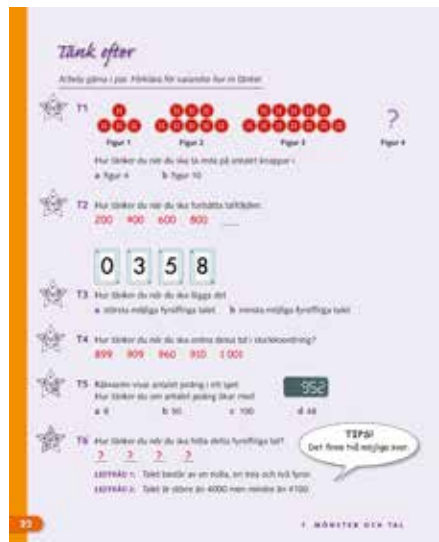 Tänk efter
Arbeta gärna i par. Förklara för varandra hur ni tänker.
T1
?
Figur 1 Figur 2 Figur 3 Figur 4
Hur tänker du när du ska ta reda på antalet knappar i
a figur 4 b figur 10
T2 Hur tänker du när du ska fortsätta talföljden.
200 400 600 800 ___
0 3 5 8
T3 Hur tänker du när du ska lägga det
a största möjliga fyrsiffriga talet b minsta möjliga fyrsiffriga talet
T4 Hur tänker du när du ska ordna dessa tal i storleksordning?
899 909 960 910 1 001
T5 Räknaren visar antalet poäng i ett spel.
952
Hur tänker du om antalet poäng ökar med
a 8 b 50 c 100 d 48
T6 Hur tänker du när du ska hitta detta fyrsiffriga tal?
? ? ? ?
TIPS!
Det finns två möjliga svar.
LEDTRÅD 1: Talet består av en nolla, en trea och två fyror.
LEDTRÅD 2: Talet är större än 4000 men mindre än 4700.
22
1 MÖNSTER OCH TAL